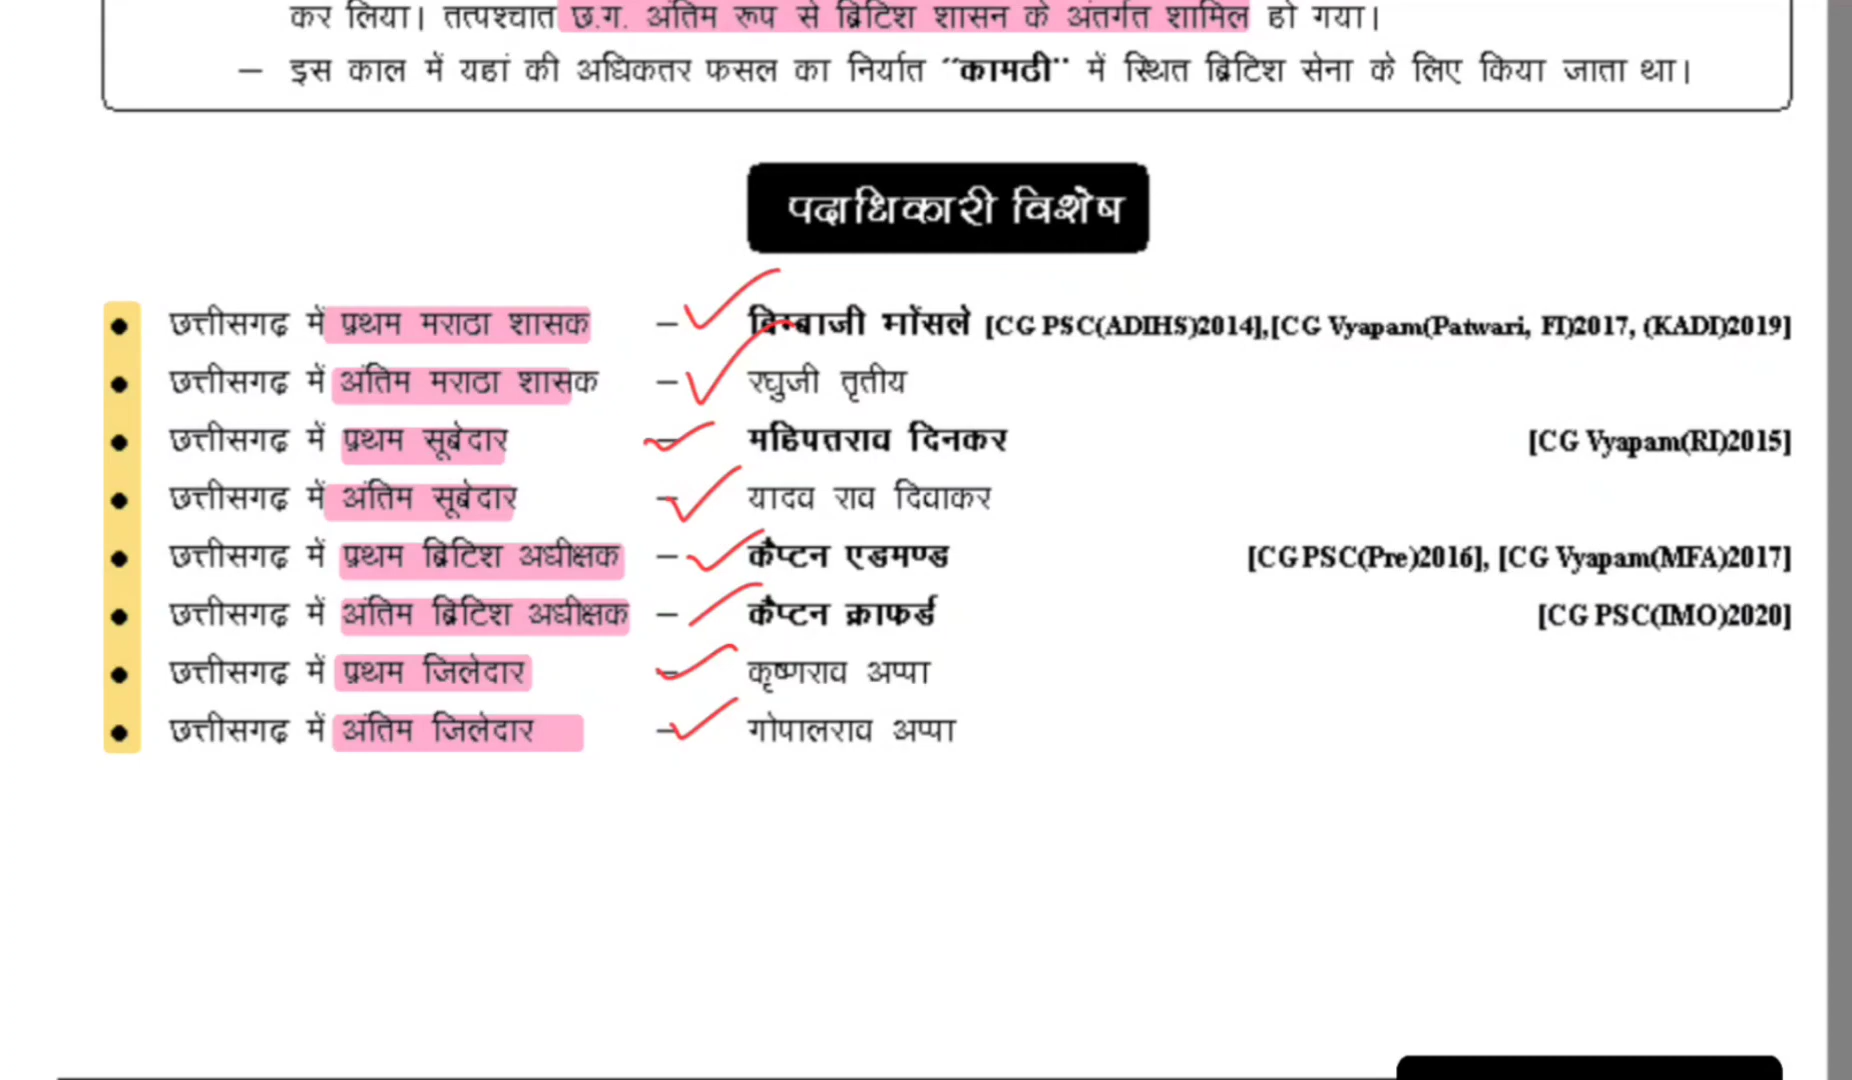 कर लिया। तत्पश्चात छ.ग. अंतिम रूप से ब्रिटिश शासन के अंतर्गत शामिल हो गया।
– इस काल में यहां की अधिकतर फसल का निर्यात "कामठी" में स्थित ब्रिटिश सेना के लिए किया जाता था।
पदाधिकारी विशेष
● छत्तीसगढ़ में प्रथम मराठा शासक – बिम्बाजी भोंसले [CG PSC(ADIHS)2014],[CG Vyapam(Patwari, FI)2017, (KADI)2019]
● छत्तीसगढ़ में अंतिम मराठा शासक – रघुजी तृतीय
● छत्तीसगढ़ में प्रथम सूबेदार – महिपतराव दिनकर [CG Vyapam(RI)2015]
● छत्तीसगढ़ में अंतिम सूबेदार – यादव राव दिवाकर
● छत्तीसगढ़ में प्रथम ब्रिटिश अधीक्षक – कैप्टन एडमण्ड [CG PSC(Pre)2016], [CG Vyapam(MFA)2017]
● छत्तीसगढ़ में अंतिम ब्रिटिश अधीक्षक – कैप्टन क्राफर्ड [CG PSC(IMO)2020]
● छत्तीसगढ़ में प्रथम जिलेदार – कृष्णराव अप्पा
● छत्तीसगढ़ में अंतिम जिलेदार – गोपालराव अप्पा